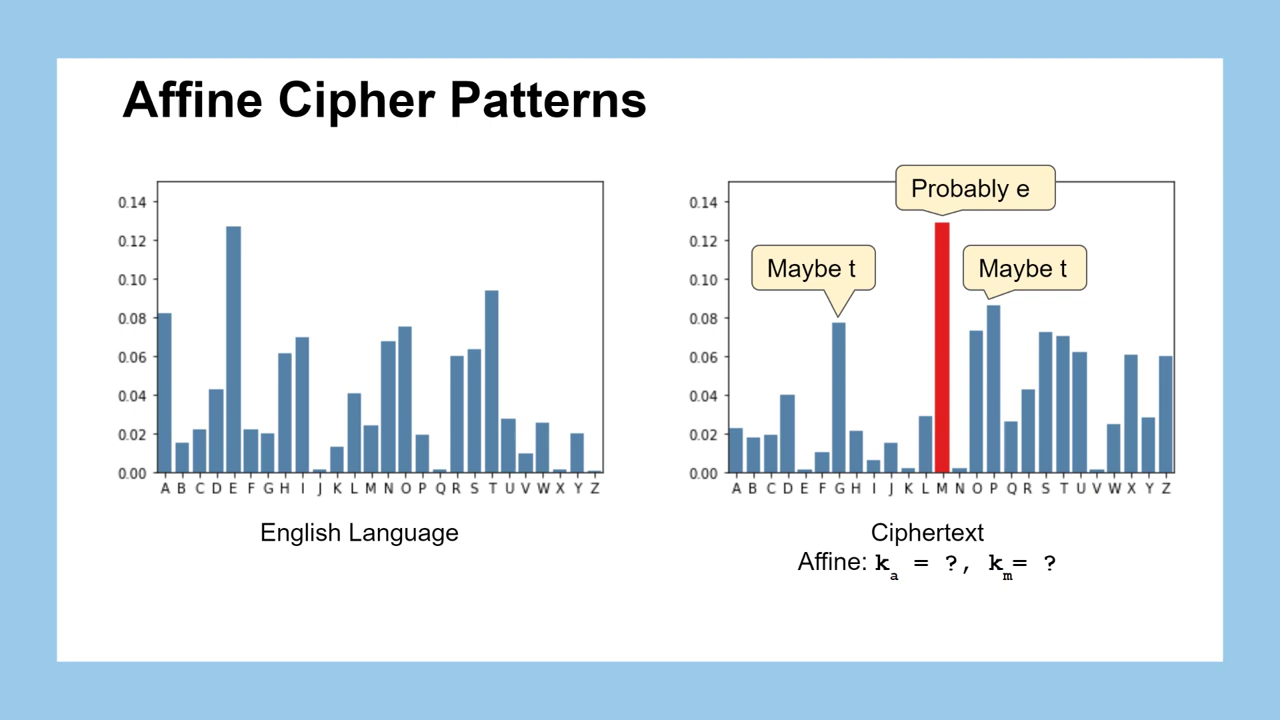 Affine Cipher Patterns
0.14
0.12
0.10
0.08
0.06
0.04
0.02
0.00
A B C D E F G H I J K L M N O P Q R S T U V W X Y Z
English Language
Probably e
Maybe t
Maybe t
0.14
0.12
0.10
0.08
0.06
0.04
0.02
0.00
A B C D E F G H I J K L M N O P Q R S T U V W X Y Z
Ciphertext
Affine: ka = ?, km= ?